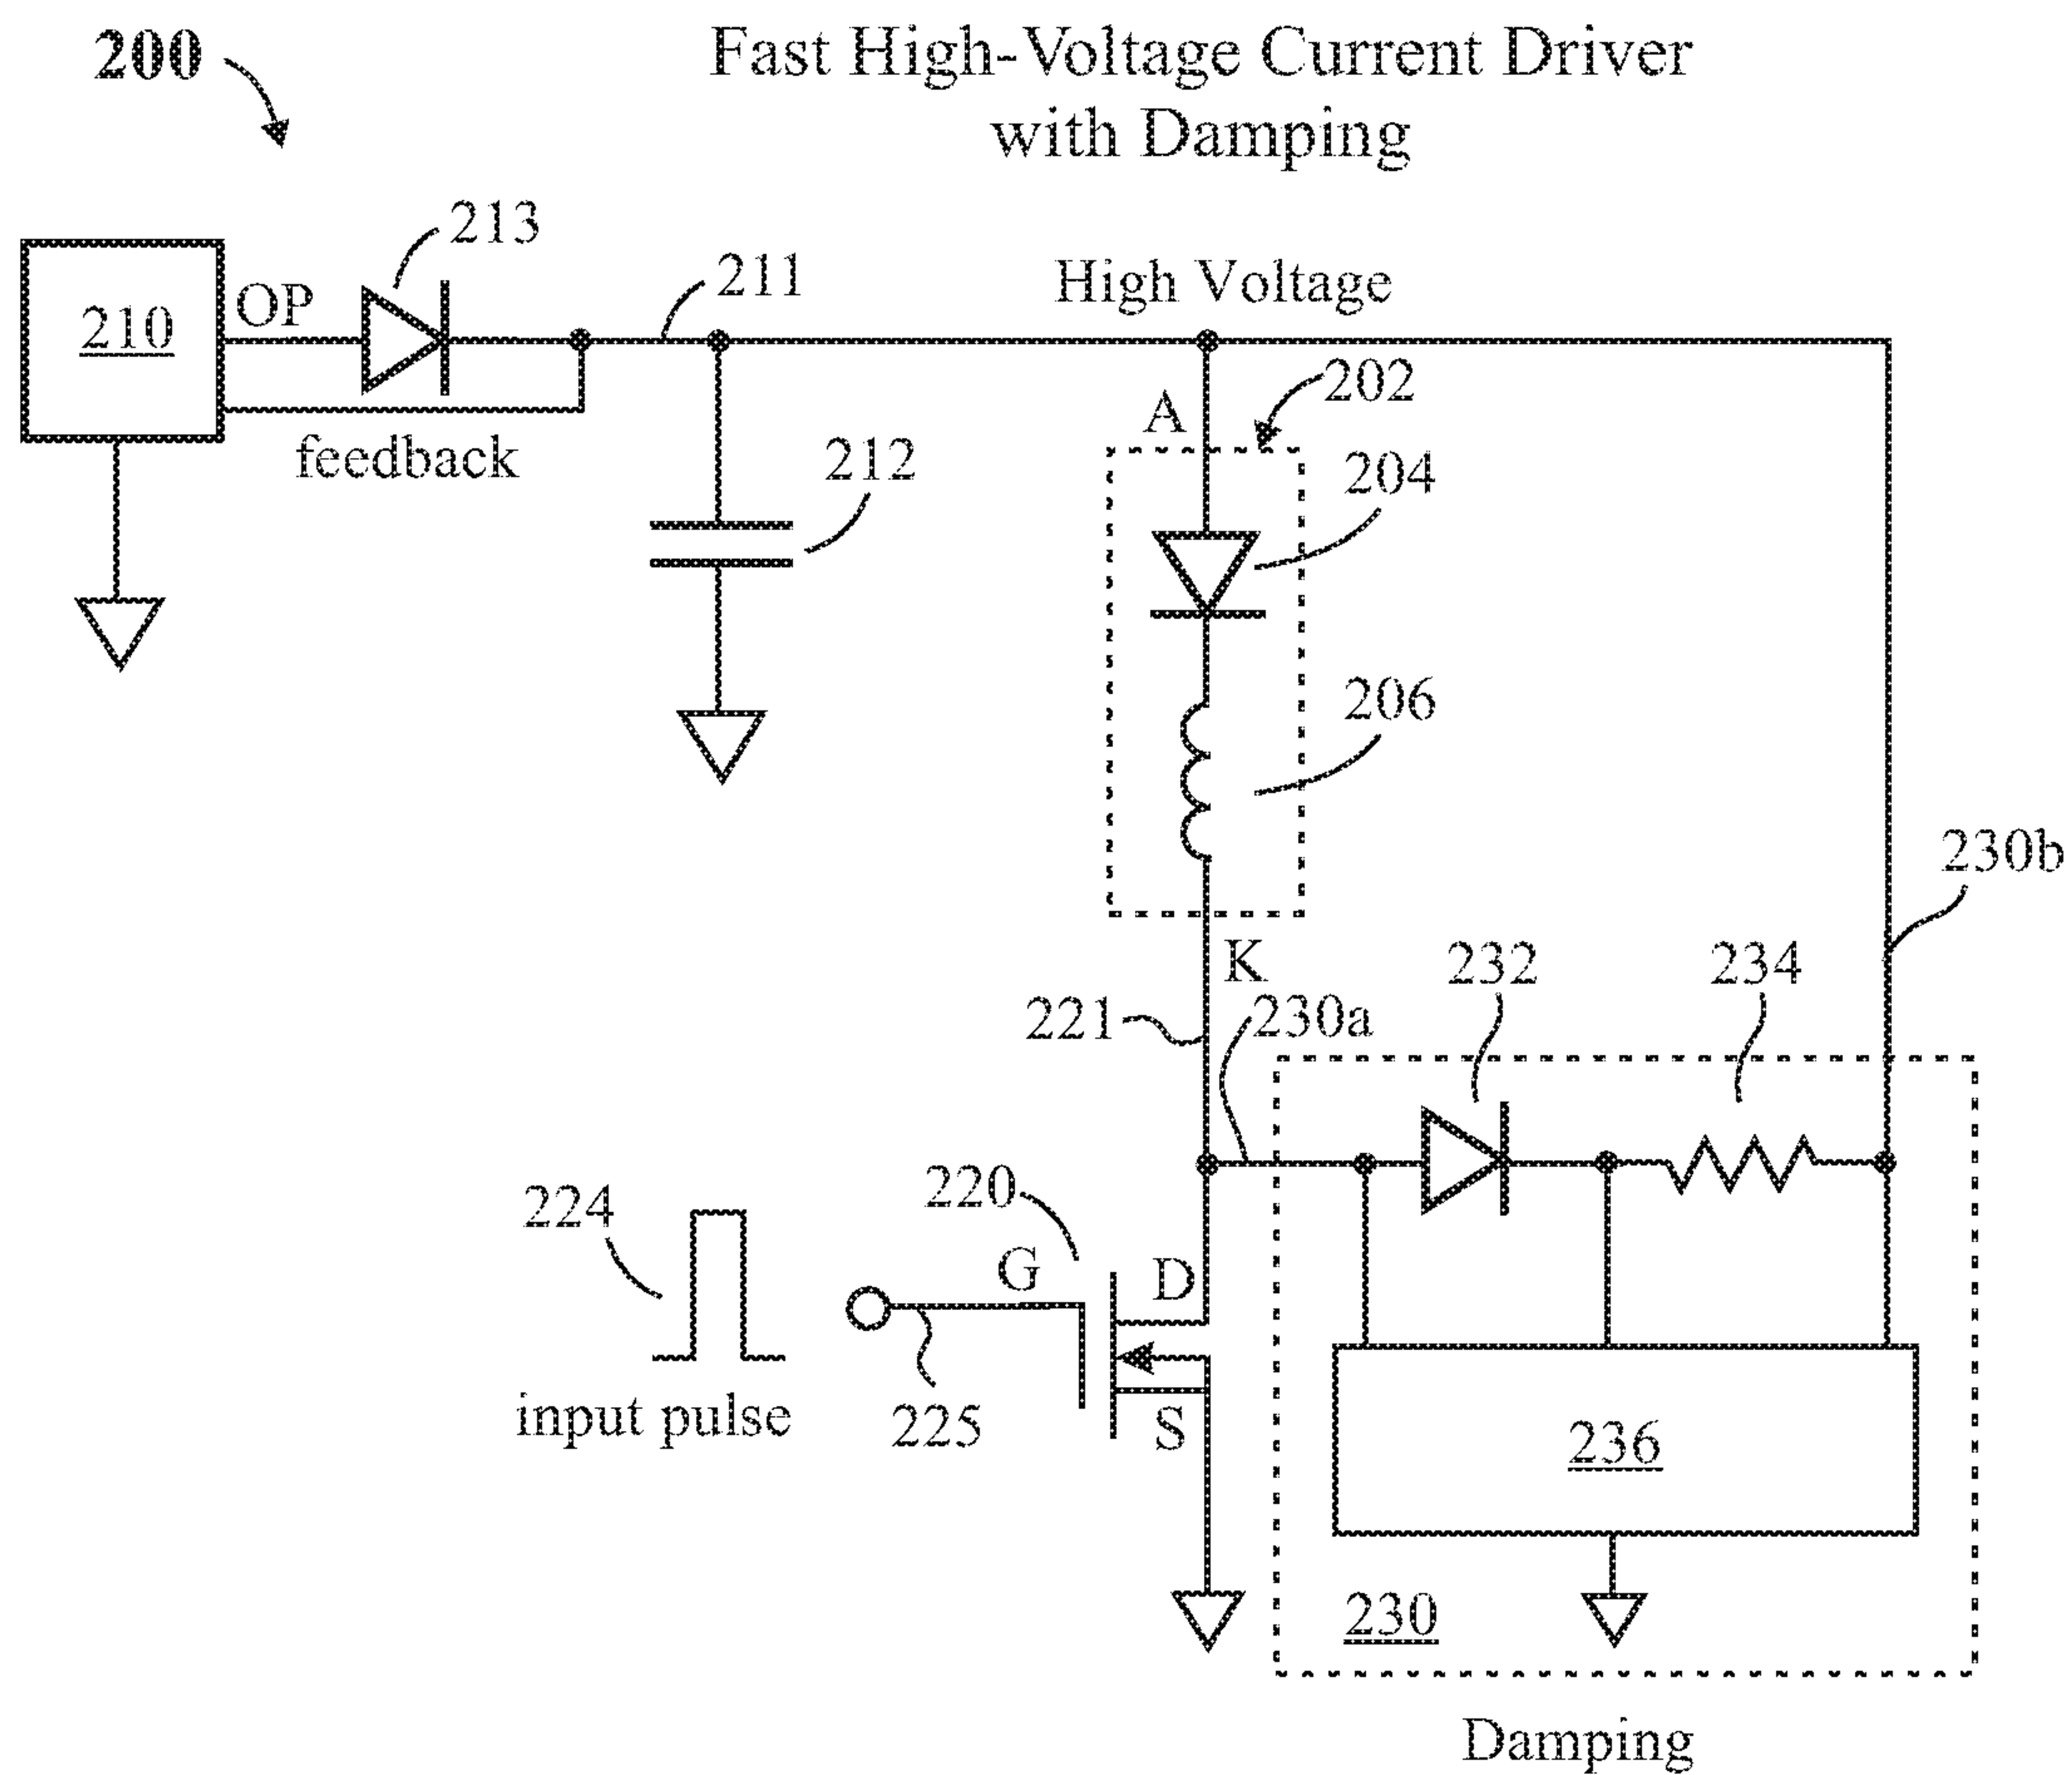 200
Fast High-Voltage Current Driver
with Damping
213
210
OP
211
High Voltage
feedback
202
A
212
204
206
230b
K
232
234
221
230a
224
220
G
D
input pulse
225
S
236
230
Damping